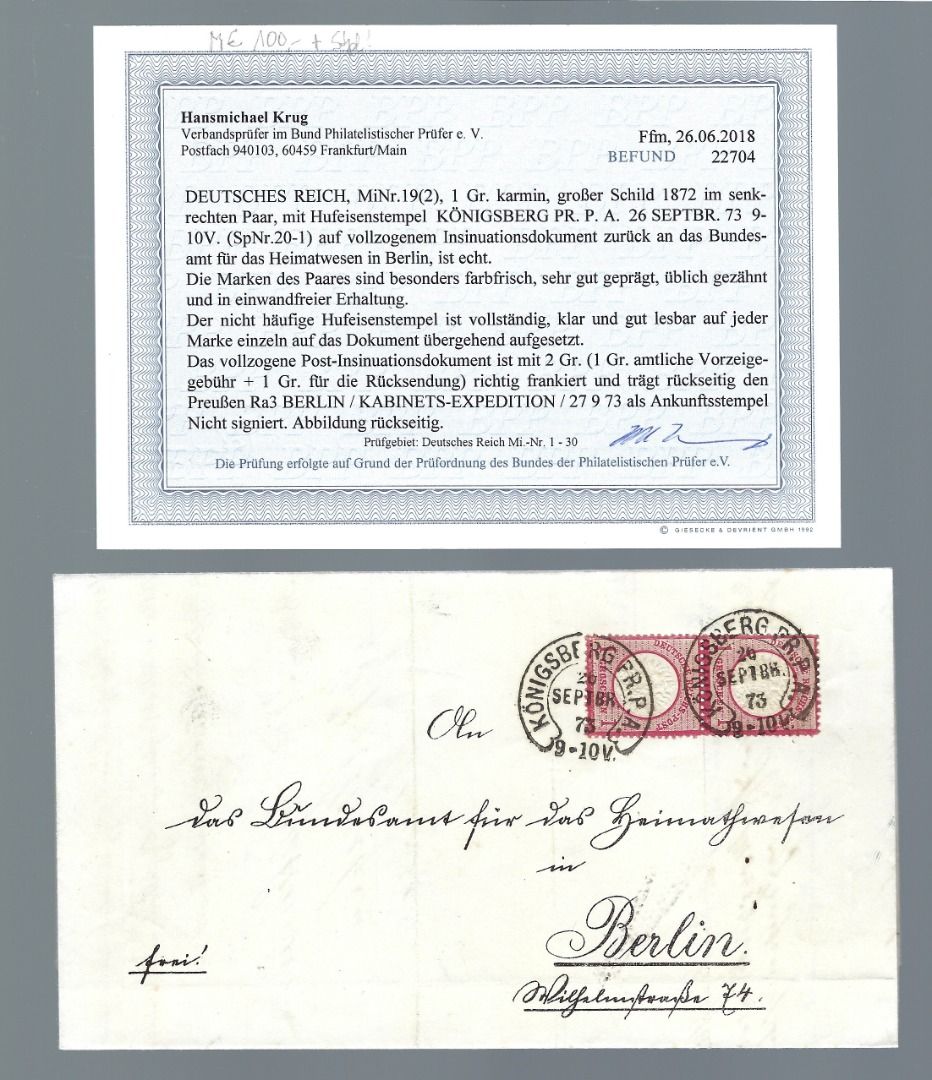 M€ 100,- + Stpl!
Hansmichael Krug
Verbandsprüfer im Bund Philatelistischer Prüfer e. V.
Postfach 940103, 60459 Frankfurt/Main
Ffm, 26.06.2018
BEFUND 22704
DEUTSCHES REICH, MiNr.19(2), 1 Gr. karmin, großer Schild 1872 im senk-
rechten Paar, mit Hufeisenstempel KÖNIGSBERG PR. P. A. 26 SEPTBR. 73 9-
10V. (SpNr.20-1) auf vollzogenem Insinuationsdokument zurück an das Bundes-
amt für das Heimatwesen in Berlin, ist echt.
Die Marken des Paares sind besonders farbfrisch, sehr gut geprägt, üblich gezähnt
und in einwandfreier Erhaltung.
Der nicht häufige Hufeisenstempel ist vollständig, klar und gut lesbar auf jeder
Marke einzeln auf das Dokument übergehend aufgesetzt.
Das vollzogene Post-Insinuationsdokument ist mit 2 Gr. (1 Gr. amtliche Vorzeige-
gebühr + 1 Gr. für die Rücksendung) richtig frankiert und trägt rückseitig den
Preußen Ra3 BERLIN / KABINETS-EXPEDITION / 27 9 73 als Ankunftsstempel
Nicht signiert. Abbildung rückseitig.
Prüfgebiet: Deutsches Reich Mi.-Nr. 1 - 30
Die Prüfung erfolgte auf Grund der Prüfordnung des Bundes der Philatelistischen Prüfer e.V.
© GIESECKE & DEVRIENT GMBH 1992
KÖNIGSBERG PR. P. A.
26
SEPTBR.
73
9-10V.
KÖNIGSBERG PR. P. A.
26
SEPTBR.
73
9-10V.
An
das Bundesamt für das Heimathwesen
in
Berlin.
frei!
Wilhelmstraße 74.